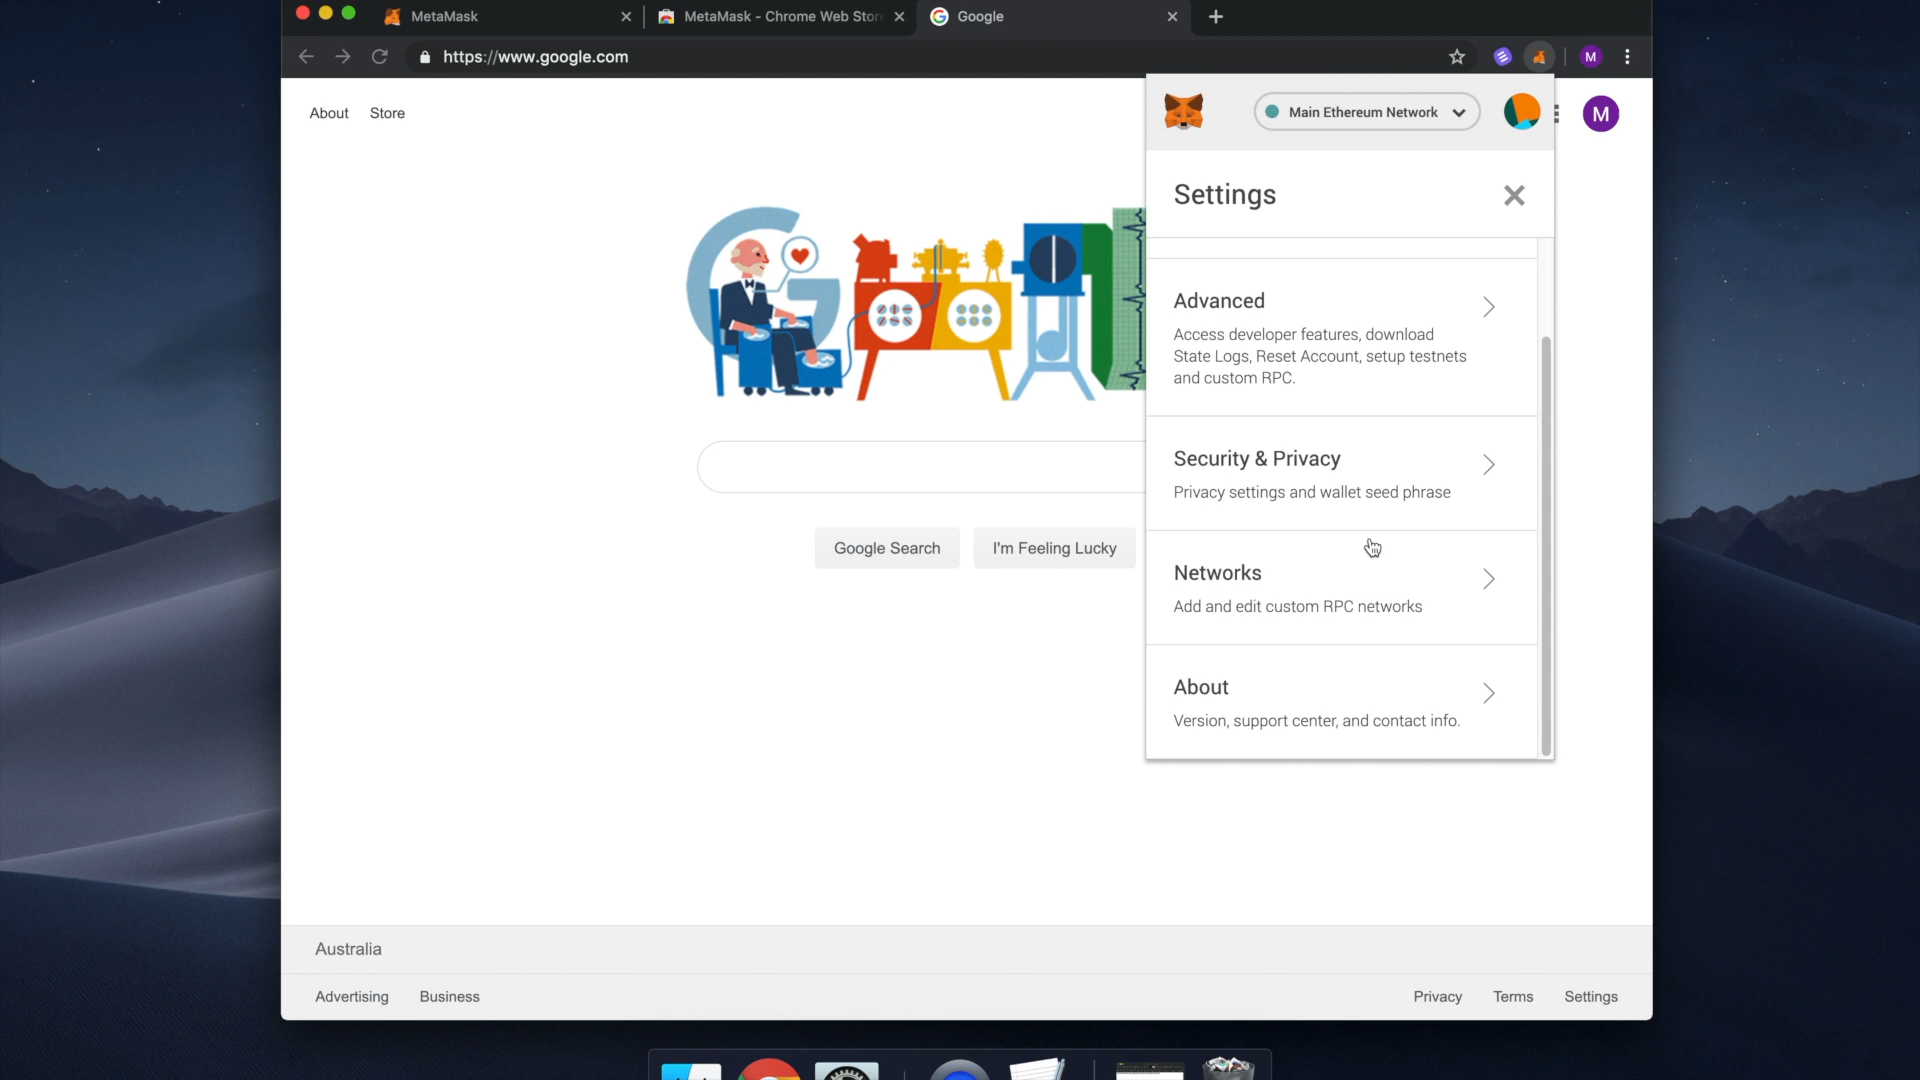 MetaMask
MetaMask - Chrome Web Stor
Google
https://www.google.com
M
About
Store
Main Ethereum Network
M
Settings
Advanced
Access developer features, download
State Logs, Reset Account, setup testnets
and custom RPC.
Security & Privacy
Privacy settings and wallet seed phrase
Google Search
I'm Feeling Lucky
Networks
Add and edit custom RPC networks
About
Version, support center, and contact info.
Australia
Advertising
Business
Privacy
Terms
Settings